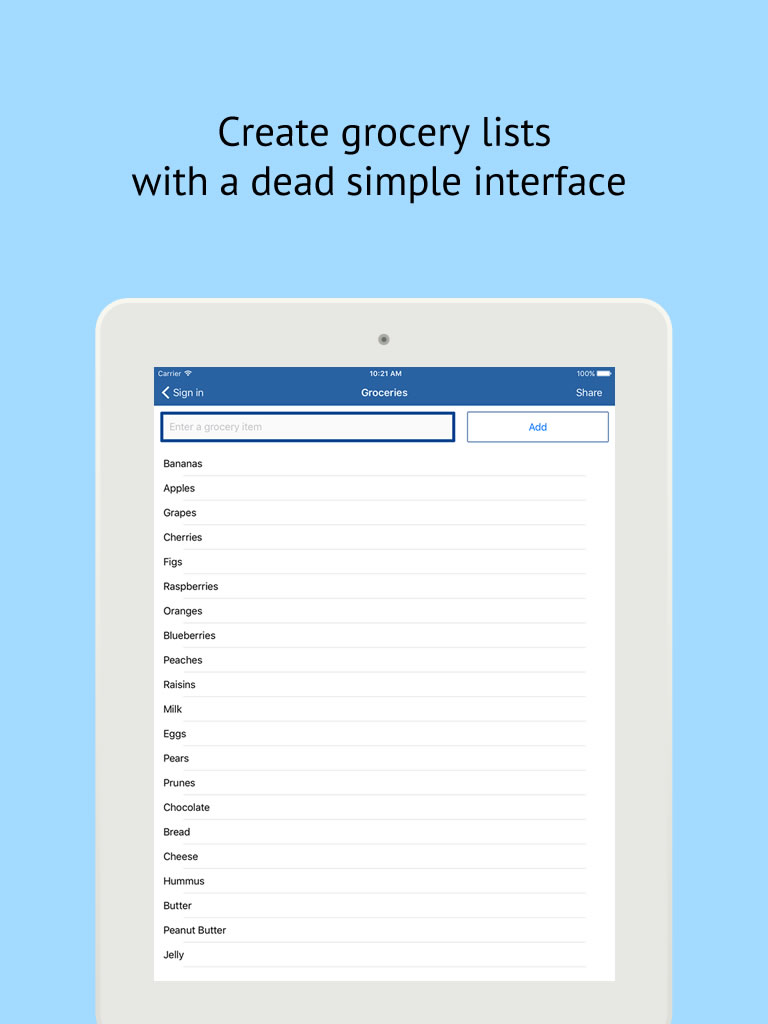 Create grocery lists
with a dead simple interface
Carrier 10:21 AM 100%
Sign in Groceries Share
Enter a grocery item Add
Bananas
Apples
Grapes
Cherries
Figs
Raspberries
Oranges
Blueberries
Peaches
Raisins
Milk
Eggs
Pears
Prunes
Chocolate
Bread
Cheese
Hummus
Butter
Peanut Butter
Jelly